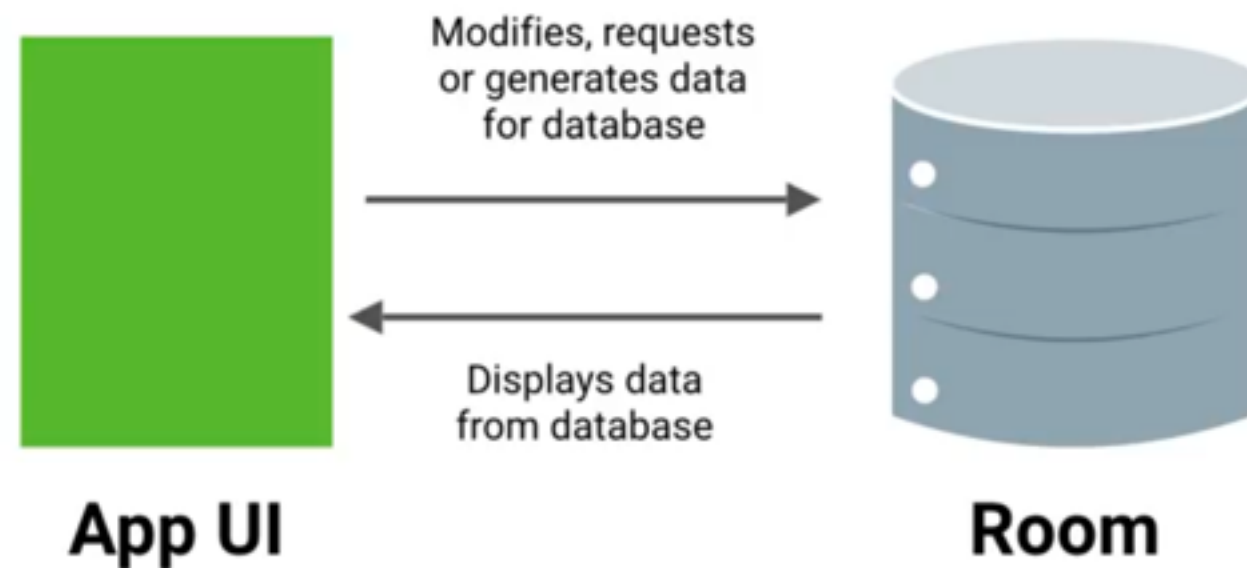 Modifies, requests
or generates data
for database
Displays data
from database
App UI
Room